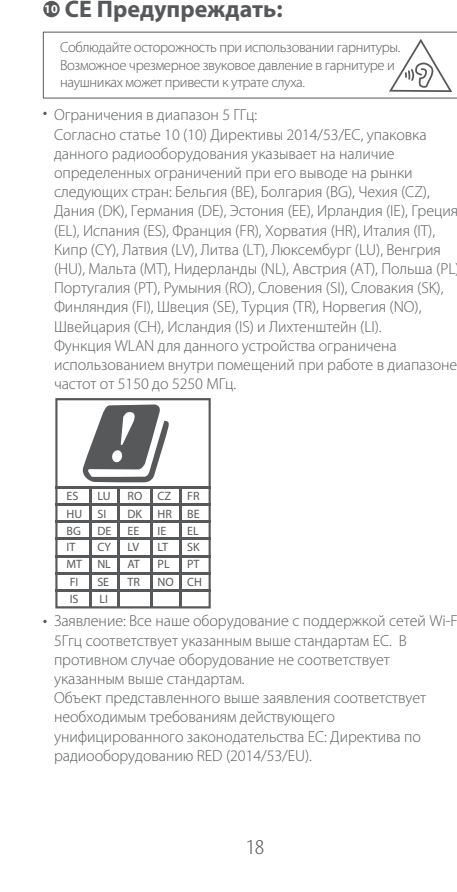 10 CE Предупреждать:
Соблюдайте осторожность при использовании гарнитуры.
Возможное чрезмерное звуковое давление в гарнитуре и
наушниках может привести к утрате слуха.
• Ограничения в диапазон 5 ГГц:
Согласно статье 10 (10) Директивы 2014/53/EC, упаковка
данного радиооборудования указывает на наличие
определенных ограничений при его выводе на рынки
следующих стран: Бельгия (BE), Болгария (BG), Чехия (CZ),
Дания (DK), Германия (DE), Эстония (EE), Ирландия (IE), Греция
(EL), Испания (ES), Франция (FR), Хорватия (HR), Италия (IT),
Кипр (CY), Латвия (LV), Литва (LT), Люксембург (LU), Венгрия
(HU), Мальта (MT), Нидерланды (NL), Австрия (AT), Польша (PL)
Португалия (PT), Румыния (RO), Словения (SI), Словакия (SK),
Финляндия (FI), Швеция (SE), Турция (TR), Норвегия (NO),
Швейцария (CH), Исландия (IS) и Лихтенштейн (LI).
Функция WLAN для данного устройства ограничена
использованием внутри помещений при работе в диапазоне
частот от 5150 до 5250 МГц.
ES LU RO CZ FR
HU SI DK HR BE
BG DE EE IE EL
IT CY LV LT SK
MT NL AT PL PT
FI SE TR NO CH
IS LI
• Заявление: Все наше оборудование с поддержкой сетей Wi-F
5Ггц соответствует указанным выше стандартам ЕС. В
противном случае оборудование не соответствует
указанным выше стандартам.
Объект представленного выше заявления соответствует
необходимым требованиям действующего
унифицированного законодательства ЕС: Директива по
радиооборудованию RED (2014/53/EU).
18